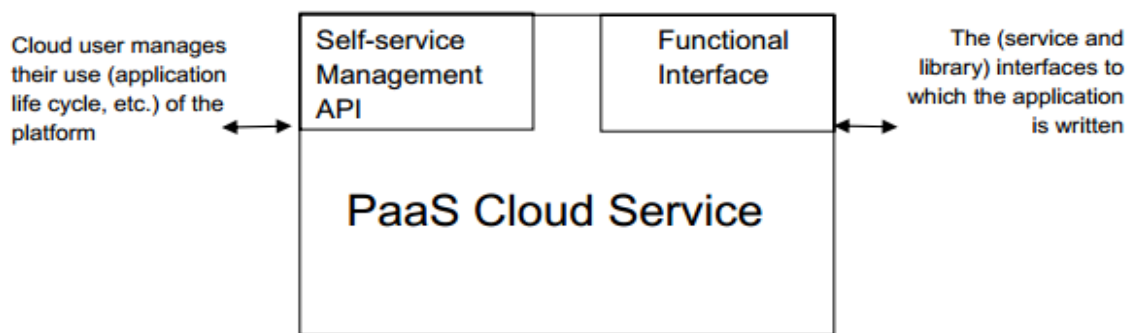 Cloud user manages
their use (application
life cycle, etc.) of the
platform
Self-service
Management
API
Functional
Interface
The (service and
library) interfaces to
which the application
is written
PaaS Cloud Service